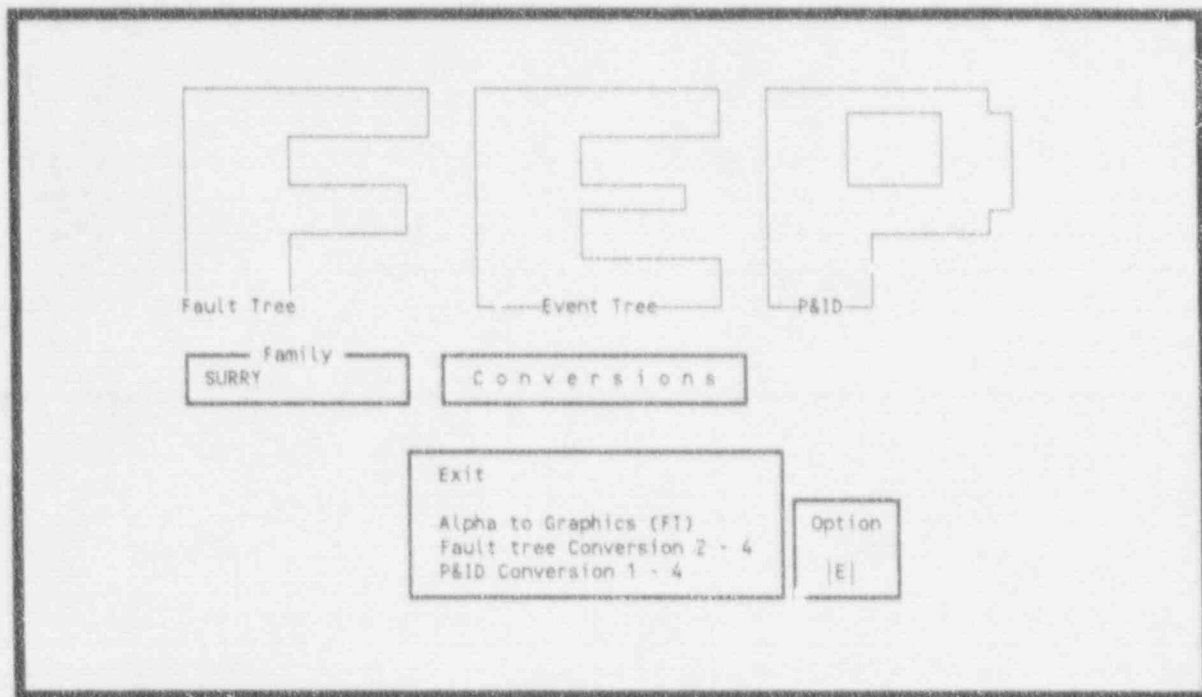 FEP
Fault Tree
Event Tree
P&ID
Family
SURRY
Conversions
Exit
Alpha to Graphics (FT)
Fault tree Conversion 2 - 4
P&ID Conversion 1 - 4
Option
|E|